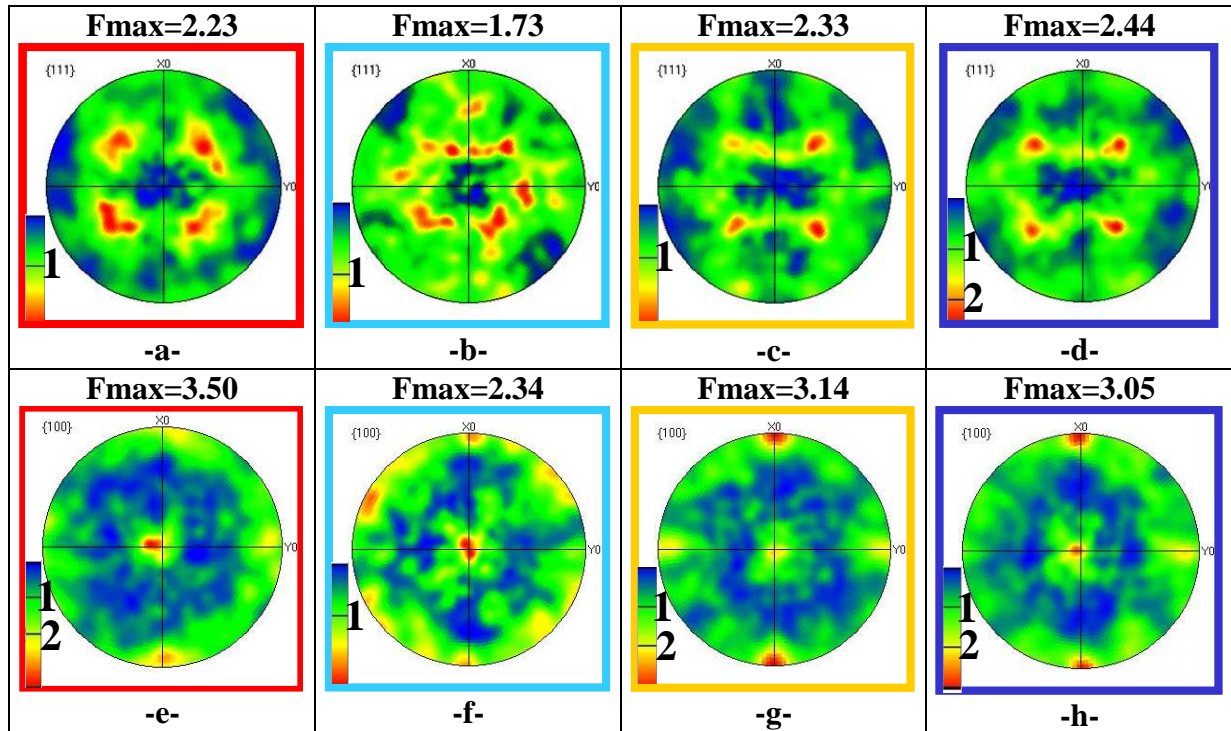 Fmax=2.23 Fmax=1.73 Fmax=2.33 Fmax=2.44
{111} X0 {111} X0 {111} X0 {111} X0
Y0 Y0 Y0 Y0
1 1 1 1
2
-a- -b- -c- -d-
Fmax=3.50 Fmax=2.34 Fmax=3.14 Fmax=3.05
{100} X0 {100} X0 {100} X0 {100} X0
Y0 Y0 Y0 Y0
1 1 1 1
2 2 2
-e- -f- -g- -h-